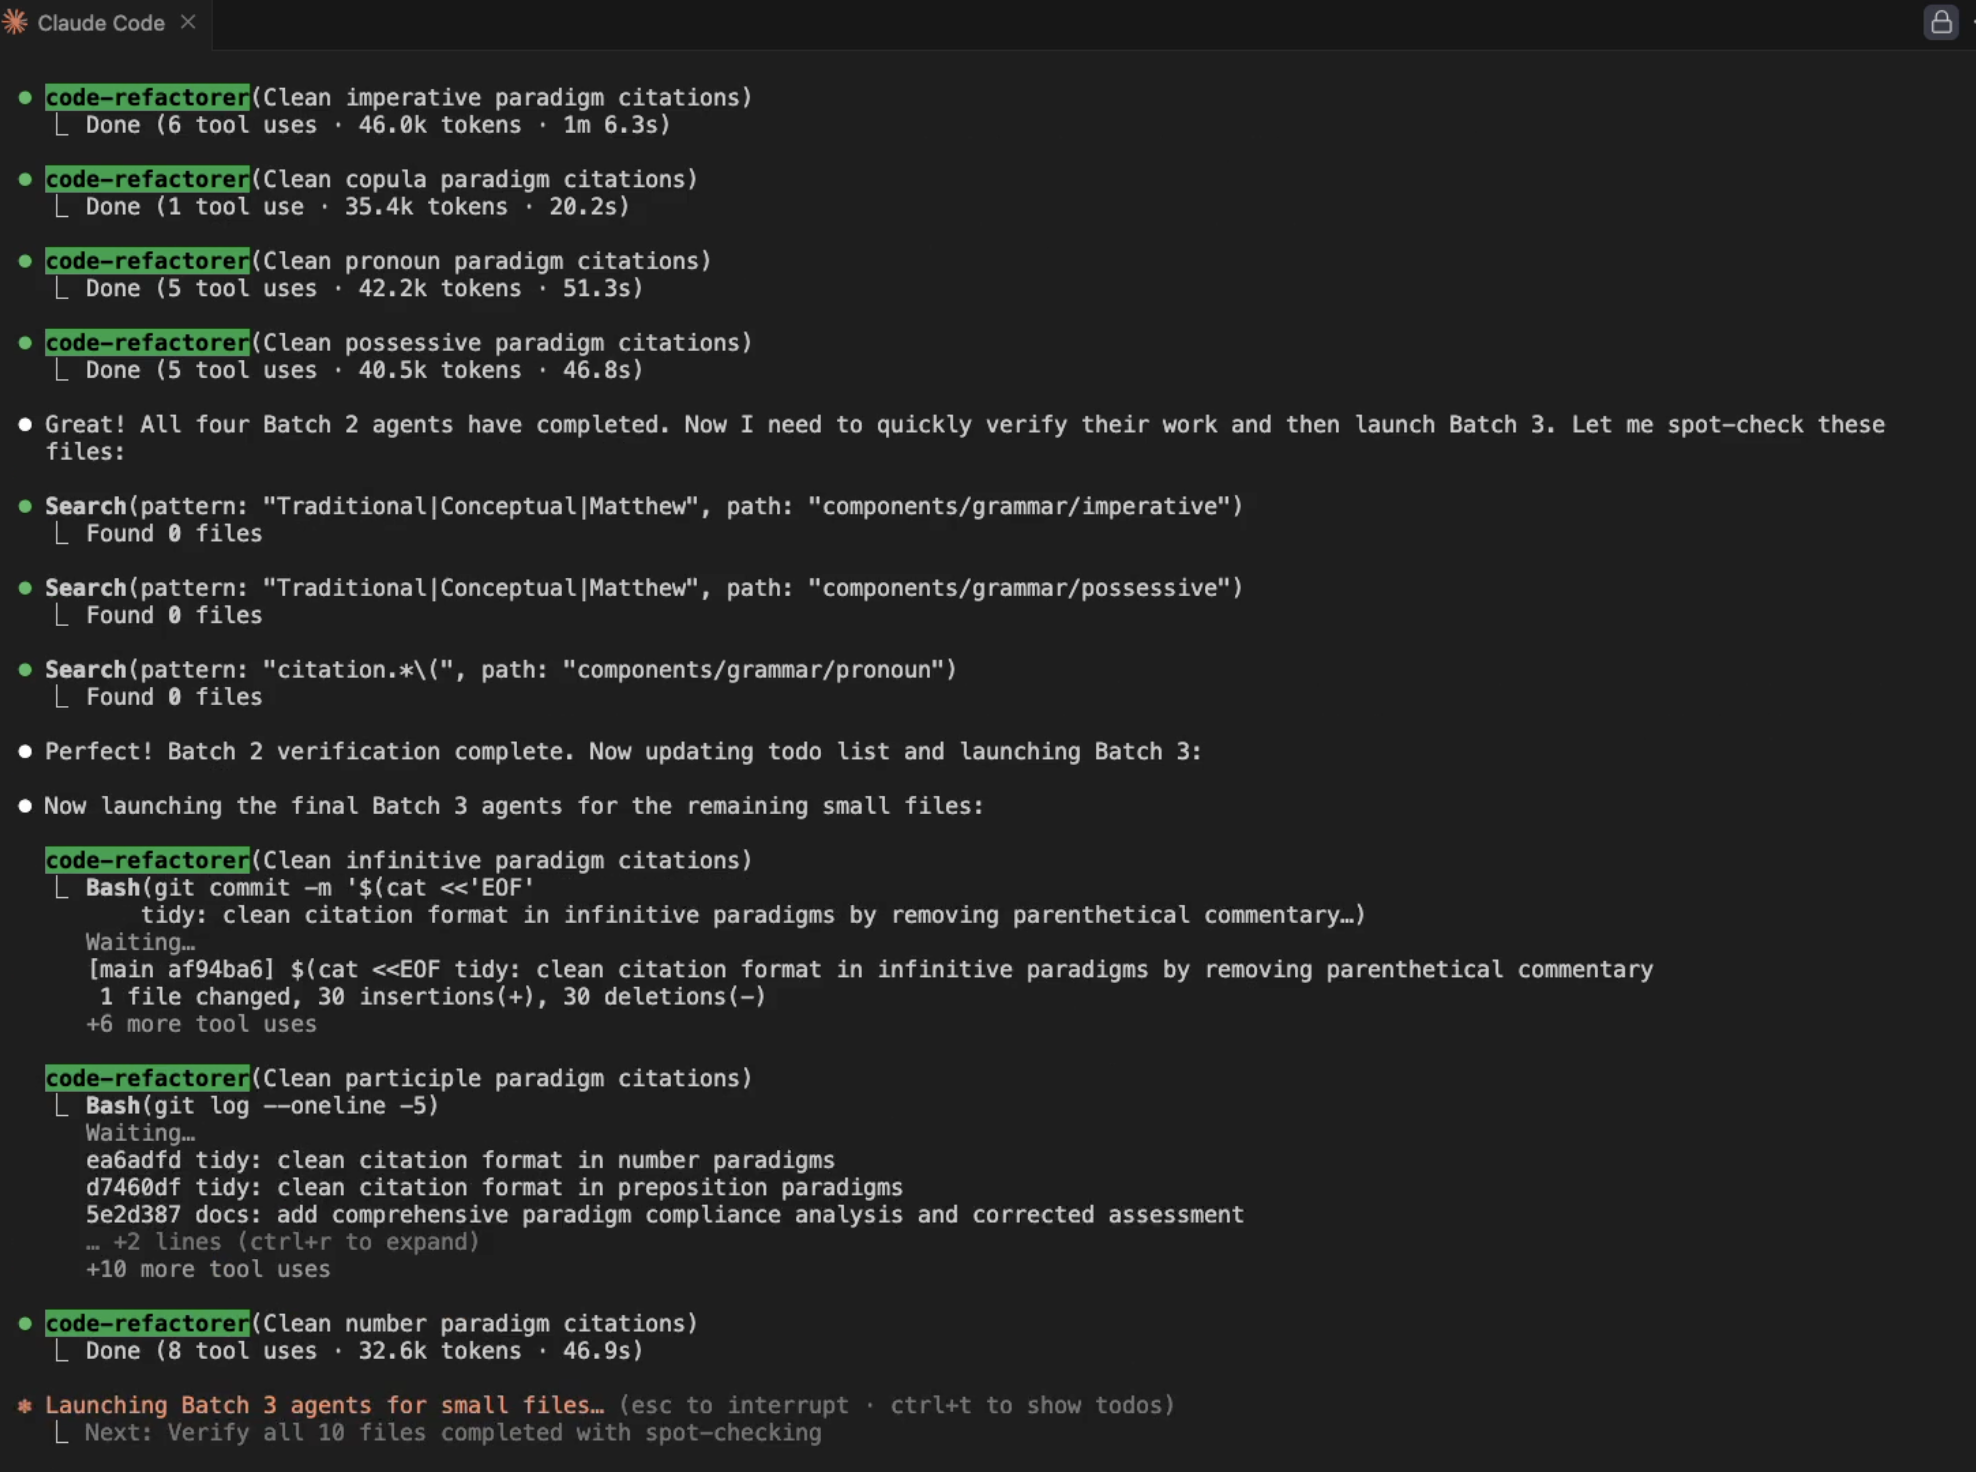 Claude Code ×
● code-refactorer(Clean imperative paradigm citations)
⎿ Done (6 tool uses · 46.0k tokens · 1m 6.3s)
● code-refactorer(Clean copula paradigm citations)
⎿ Done (1 tool use · 35.4k tokens · 20.2s)
● code-refactorer(Clean pronoun paradigm citations)
⎿ Done (5 tool uses · 42.2k tokens · 51.3s)
● code-refactorer(Clean possessive paradigm citations)
⎿ Done (5 tool uses · 40.5k tokens · 46.8s)
● Great! All four Batch 2 agents have completed. Now I need to quickly verify their work and then launch Batch 3. Let me spot-check these
files:
● Search(pattern: "Traditional|Conceptual|Matthew", path: "components/grammar/imperative")
⎿ Found 0 files
● Search(pattern: "Traditional|Conceptual|Matthew", path: "components/grammar/possessive")
⎿ Found 0 files
● Search(pattern: "citation.*\(", path: "components/grammar/pronoun")
⎿ Found 0 files
● Perfect! Batch 2 verification complete. Now updating todo list and launching Batch 3:
● Now launching the final Batch 3 agents for the remaining small files:
code-refactorer(Clean infinitive paradigm citations)
⎿ Bash(git commit -m '$(cat <<'EOF'
tidy: clean citation format in infinitive paradigms by removing parenthetical commentary…)
Waiting…
[main af94ba6] $(cat <<EOF tidy: clean citation format in infinitive paradigms by removing parenthetical commentary
1 file changed, 30 insertions(+), 30 deletions(-)
+6 more tool uses
code-refactorer(Clean participle paradigm citations)
⎿ Bash(git log --oneline -5)
Waiting…
ea6adfd tidy: clean citation format in number paradigms
d7460df tidy: clean citation format in preposition paradigms
5e2d387 docs: add comprehensive paradigm compliance analysis and corrected assessment
… +2 lines (ctrl+r to expand)
+10 more tool uses
● code-refactorer(Clean number paradigm citations)
⎿ Done (8 tool uses · 32.6k tokens · 46.9s)
✽ Launching Batch 3 agents for small files… (esc to interrupt · ctrl+t to show todos)
⎿ Next: Verify all 10 files completed with spot-checking